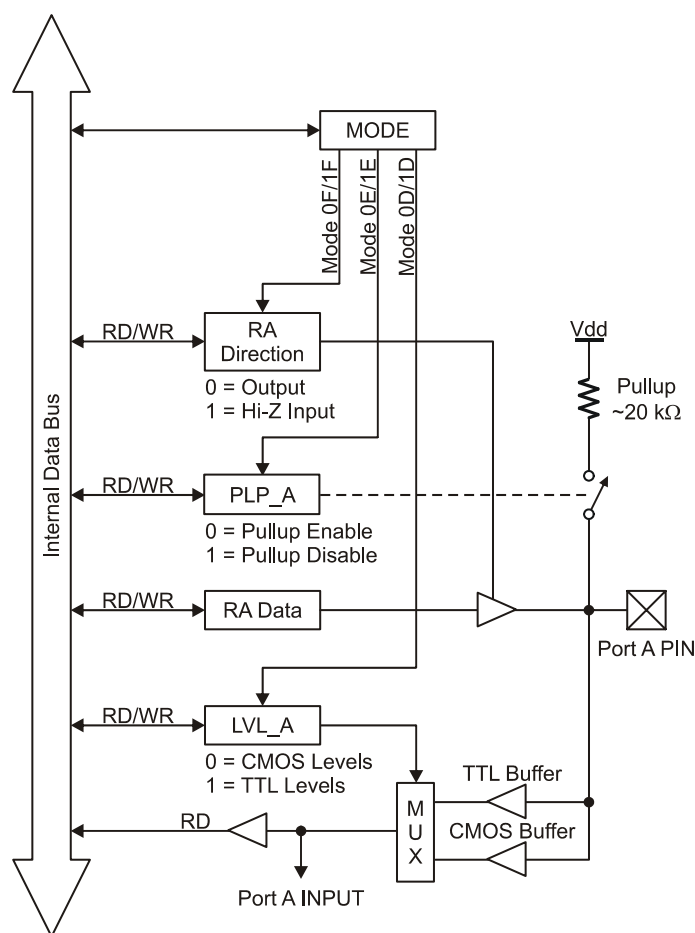 MODE
Mode 0F/1F
Mode 0E/1E
Mode 0D/1D
Internal Data Bus
RD/WR
RA
Direction
0 = Output
1 = Hi-Z Input
Vdd
Pullup
~20 kΩ
RD/WR
PLP_A
0 = Pullup Enable
1 = Pullup Disable
RD/WR
RA Data
Port A PIN
RD/WR
LVL_A
0 = CMOS Levels
1 = TTL Levels
TTL Buffer
M
U
X
CMOS Buffer
RD
Port A INPUT